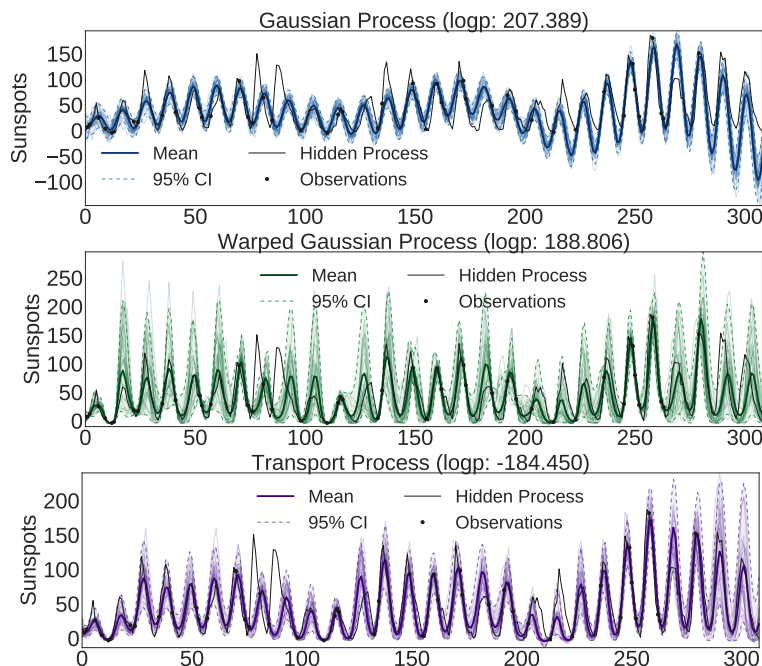 Gaussian Process (logp: 207.389)
150
100
50
0
−50
−100
Sunspots
Mean
Hidden Process
95% CI
Observations
0 50 100 150 200 250 300
Warped Gaussian Process (logp: 188.806)
250
200
150
100
50
0
Sunspots
Mean
Hidden Process
95% CI
Observations
0 50 100 150 200 250 300
Transport Process (logp: -184.450)
200
150
100
50
0
Sunspots
Mean
Hidden Process
95% CI
Observations
0 50 100 150 200 250 300